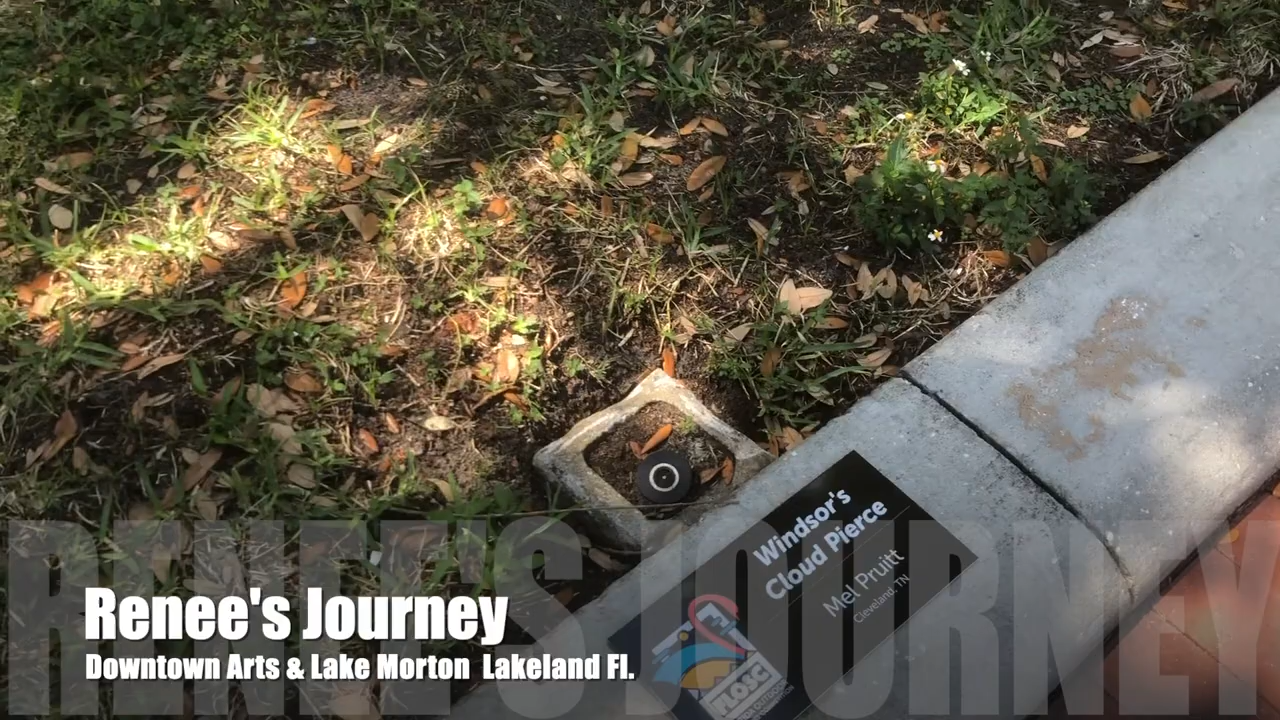 Windsor's
Cloud Pierce
Mel Pruitt
Cleveland, TN
FLOSC
RENEE'S JOURNEY
Renee's Journey
Downtown Arts & Lake Morton Lakeland Fl.